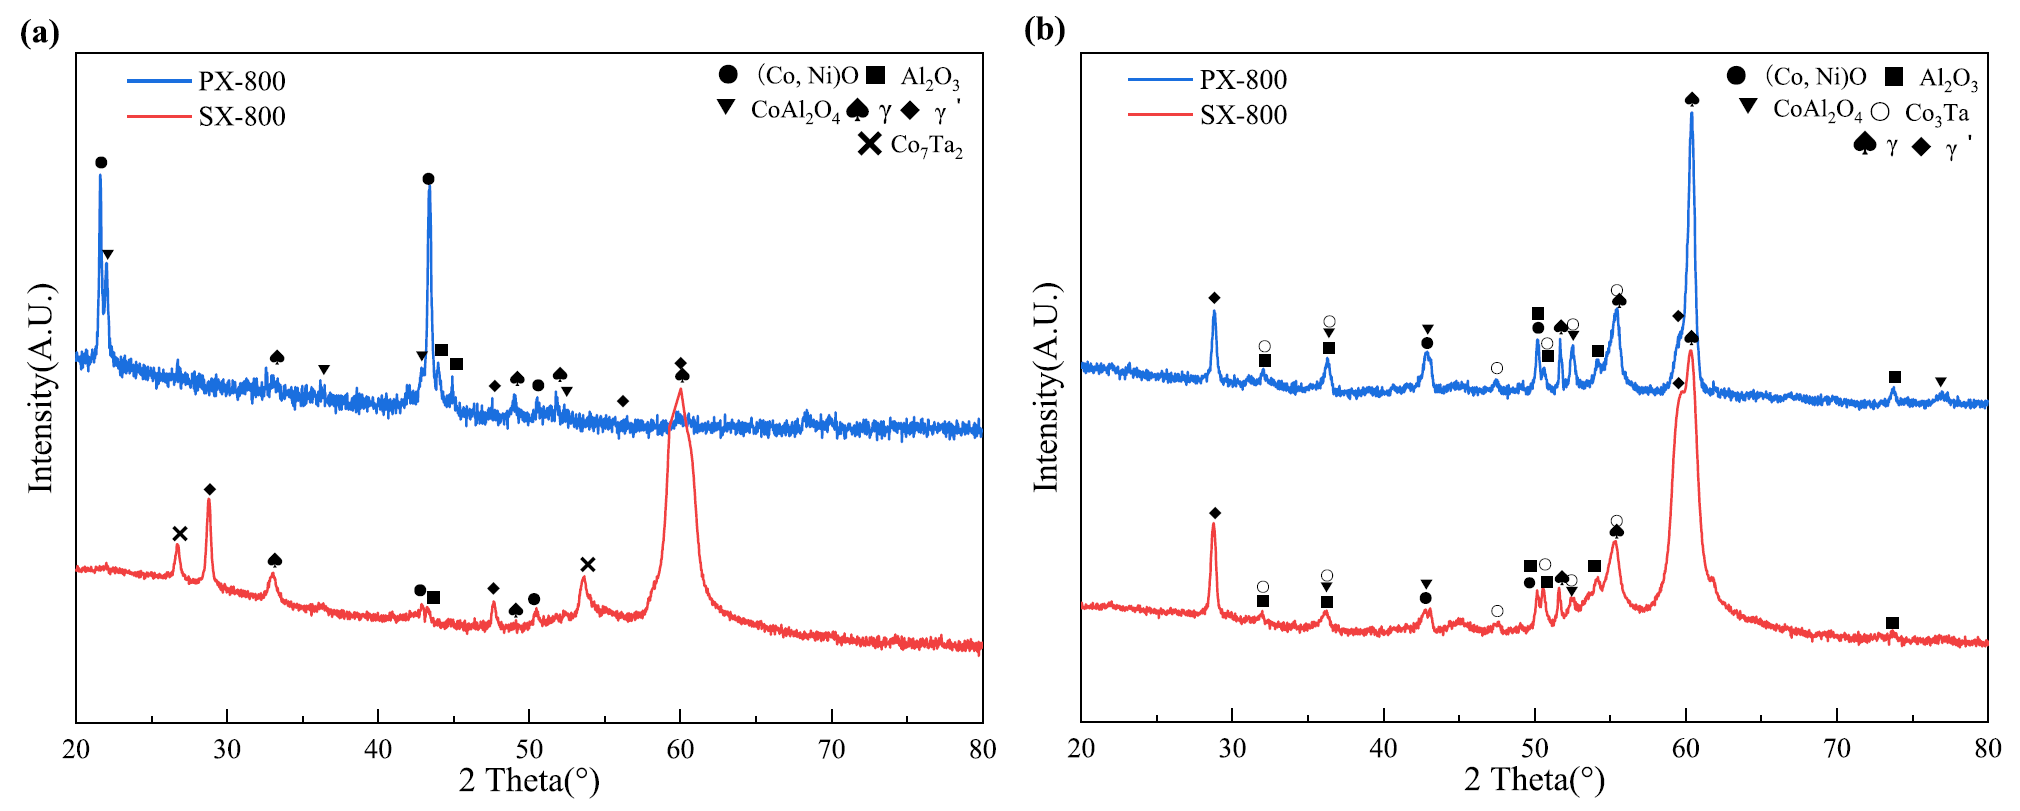 (a)
PX-800
SX-800
(Co, Ni)O Al₂O₃
CoAl₂O₄ γ γ '
Co₇Ta₂
Intensity(A.U.)
20 30 40 50 60 70 80
2 Theta(°)
(b)
PX-800
SX-800
(Co, Ni)O Al₂O₃
CoAl₂O₄ Co₃Ta
γ γ '
Intensity(A.U.)
20 30 40 50 60 70 80
2 Theta(°)